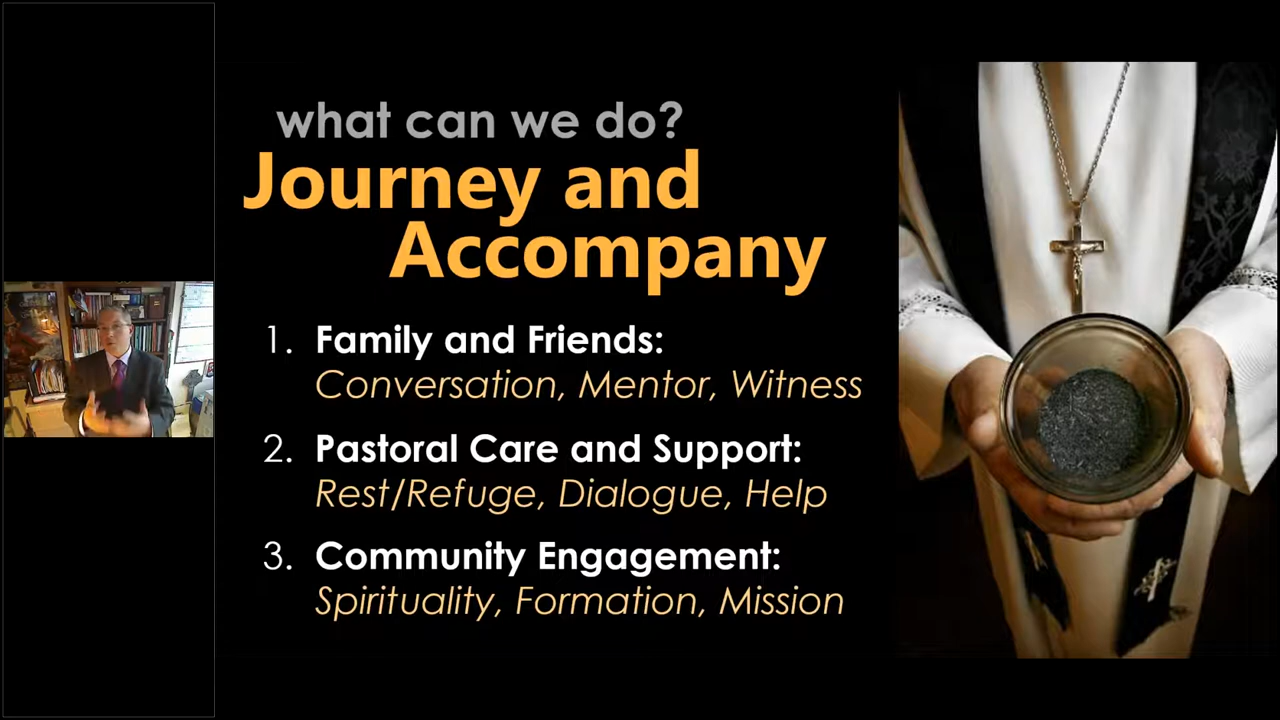 what can we do?
Journey and
Accompany
1. Family and Friends:
Conversation, Mentor, Witness
2. Pastoral Care and Support:
Rest/Refuge, Dialogue, Help
3. Community Engagement:
Spirituality, Formation, Mission